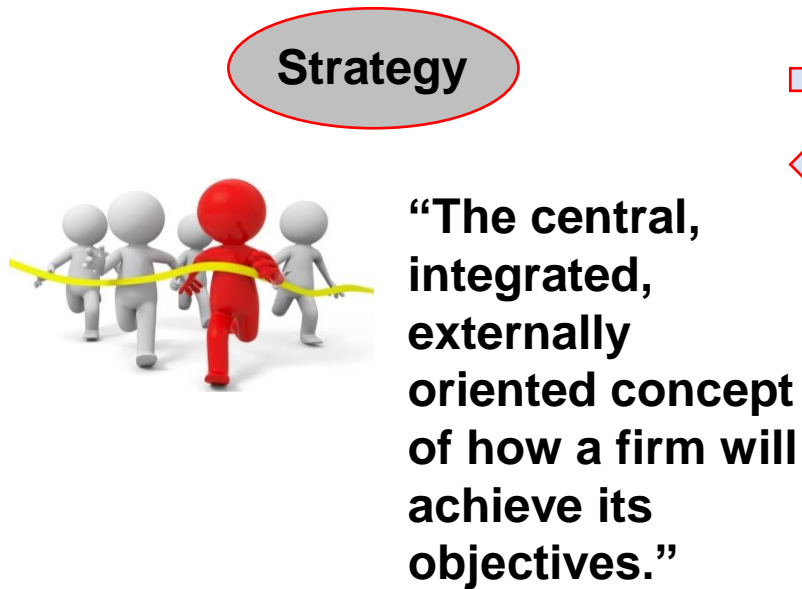 Strategy
“The central,
integrated,
externally
oriented concept
of how a firm will
achieve its
objectives.”